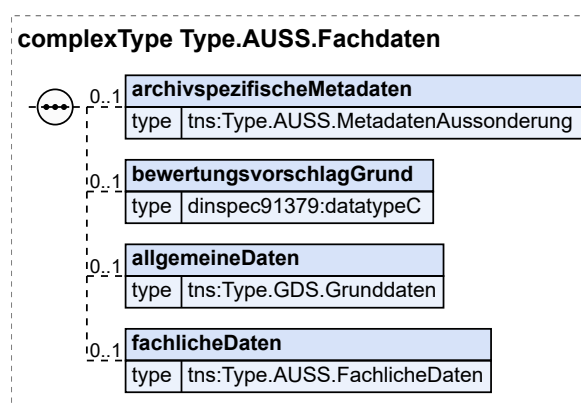 complexType Type.AUSS.Fachdaten
0..1 archivspezifischeMetadaten
type tns:Type.AUSS.MetadatenAussonderung
0..1 bewertungsvorschlagGrund
type dinspec91379:datatypeC
0..1 allgemeineDaten
type tns:Type.GDS.Grunddaten
0..1 fachlicheDaten
type tns:Type.AUSS.FachlicheDaten